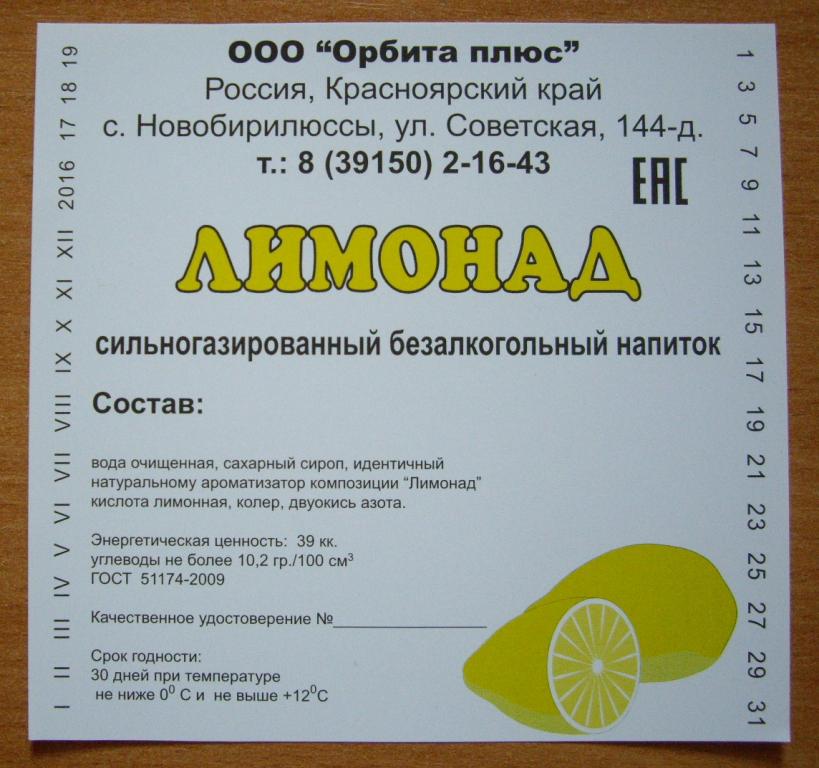 ООО “Орбита плюс”
Россия, Красноярский край
с. Новобирилюссы, ул. Советская, 144-д.
т.: 8 (39150) 2-16-43
ЕАС
ЛИМОНАД
сильногазированный безалкогольный напиток
Состав:
вода очищенная, сахарный сироп, идентичный
натуральному ароматизатор композиции “Лимонад”
кислота лимонная, колер, двуокись азота.
Энергетическая ценность: 39 кк.
углеводы не более 10,2 гр./100 см³
ГОСТ 51174-2009
Качественное удостоверение №_________________
Срок годности:
30 дней при температуре
не ниже 0⁰ С и не выше +12⁰С
I II III IV V VI VII VIII IX X XI XII 2016 17 18 19
1 3 5 7 9 11 13 15 17 19 21 23 25 27 29 31